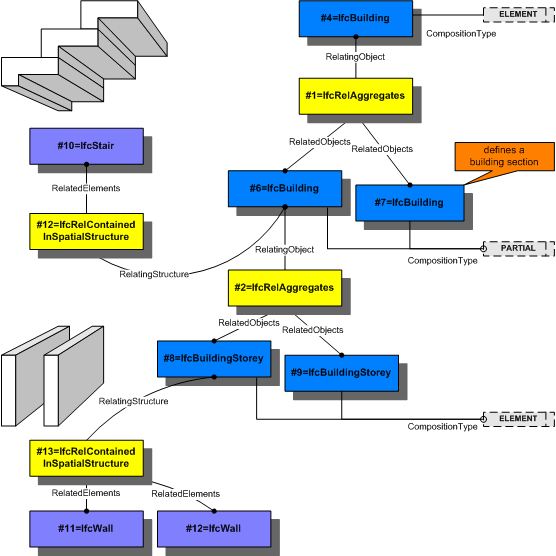 #4=IfcBuilding
ELEMENT
CompositionType
RelatingObject
#1=IfcRelAggregates
RelatedObjects
RelatedObjects
defines a
building section
#10=IfcStair
RelatedElements
#6=IfcBuilding
#7=IfcBuilding
#12=IfcRelContained
InSpatialStructure
RelatingObject
PARTIAL
CompositionType
RelatingStructure
#2=IfcRelAggregates
RelatedObjects
RelatedObjects
#8=IfcBuildingStorey
#9=IfcBuildingStorey
RelatingStructure
ELEMENT
CompositionType
#13=IfcRelContained
InSpatialStructure
RelatedElements
RelatedElements
#11=IfcWall
#12=IfcWall